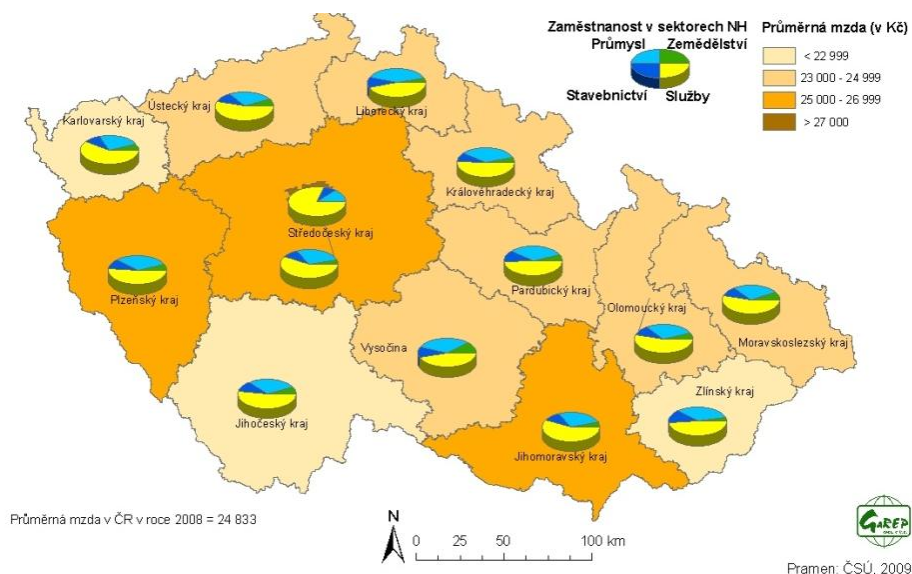 Zaměstnanost v sektorech NH
Průmysl Zemědělství
Stavebnictví Služby
Průměrná mzda (v Kč)
< 22 999
23 000 - 24 999
25 000 - 26 999
> 27 000
Karlovarský kraj
Ústecký kraj
Liberecký kraj
Královéhradecký kraj
Středočeský kraj
Plzeňský kraj
Pardubický kraj
Olomoucký kraj
Moravskoslezský kraj
Vysočina
Zlínský kraj
Jihočeský kraj
Jihomoravský kraj
Průměrná mzda v ČR v roce 2008 = 24 833
N
0 25 50 100 km
GaREP
Pramen: ČSÚ, 2009